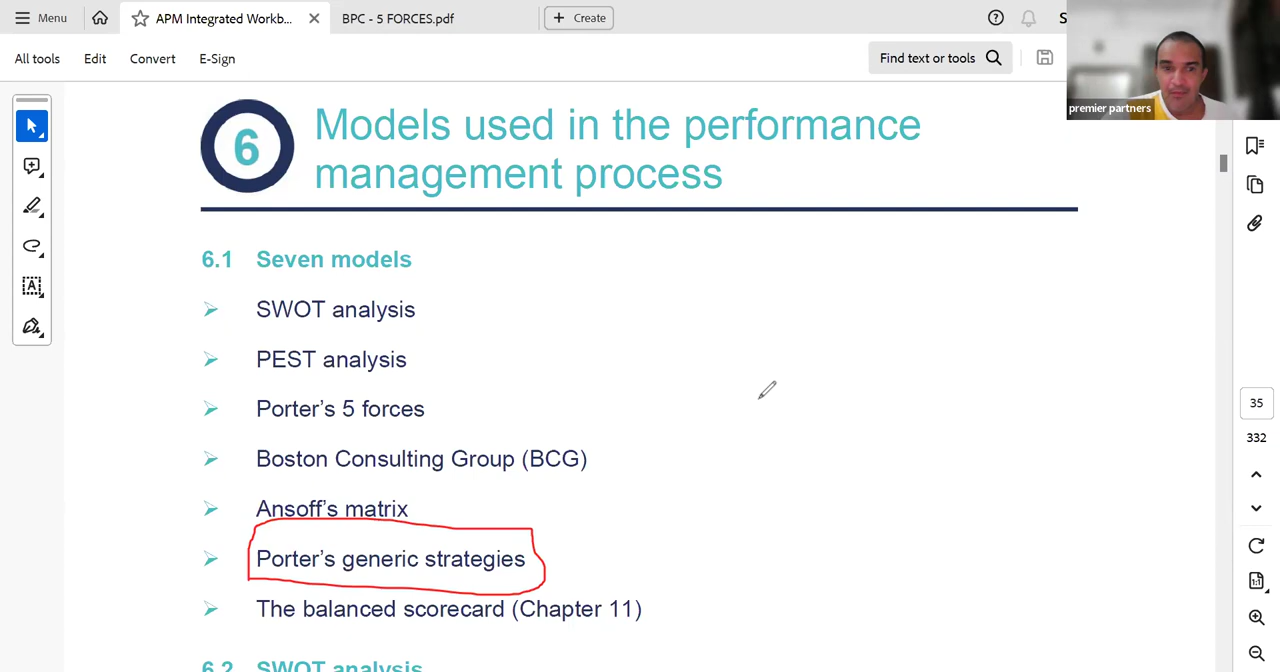 Menu
APM Integrated Workb...
BPC - 5 FORCES.pdf
Create
S
All tools
Edit
Convert
E-Sign
Find text or tools
premier partners
6
Models used in the performance
management process
6.1 Seven models
SWOT analysis
PEST analysis
Porter's 5 forces
Boston Consulting Group (BCG)
Ansoff's matrix
Porter's generic strategies
The balanced scorecard (Chapter 11)
6.2 SWOT analysis
35
332
1:1